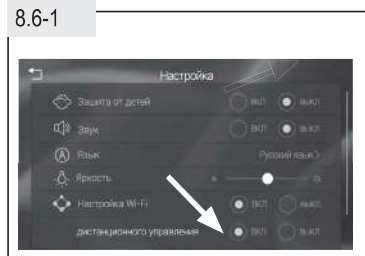 8.6-1
Настройка
Защита от детей ВКЛ ВЫКЛ
Звук ВКЛ ВЫКЛ
Язык Русский язык >
Яркость
Настройка Wi-Fi ВКЛ ВЫКЛ
дистанционного управления ВКЛ ВЫКЛ